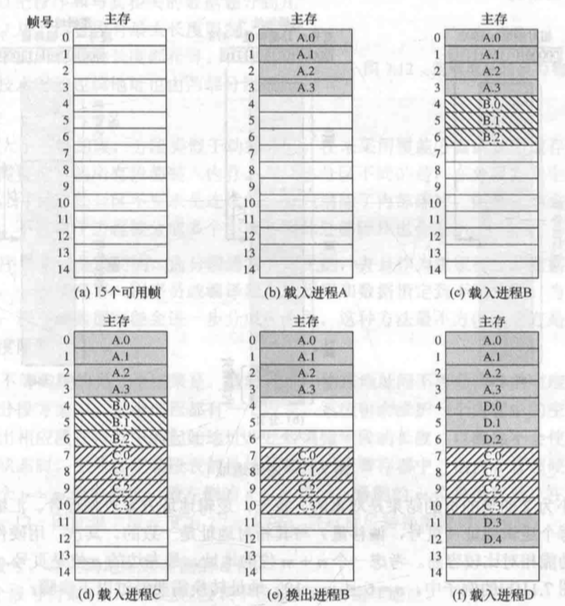 帧号 主存 主存 主存
0 0 A.0 0 A.0
1 1 A.1 1 A.1
2 2 A.2 2 A.2
3 3 A.3 3 A.3
4 4 4 B.0
5 5 5 B.1
6 6 6 B.2
7 7 7
8 8 8
9 9 9
10 10 10
11 11 11
12 12 12
13 13 13
14 14 14
(a) 15个可用帧 (b) 载入进程A (c) 载入进程B
主存 主存 主存
0 A.0 0 A.0 0 A.0
1 A.1 1 A.1 1 A.1
2 A.2 2 A.2 2 A.2
3 A.3 3 A.3 3 A.3
4 B.0 4 4 D.0
5 B.1 5 5 D.1
6 B.2 6 6 D.2
7 C.0 7 C.0 7 C.0
8 C.1 8 C.1 8 C.1
9 C.2 9 C.2 9 C.2
10 C.3 10 C.3 10 C.3
11 11 11 D.3
12 12 12 D.4
13 13 13
14 14 14
(d) 载入进程C (e) 换出进程B (f) 载入进程D